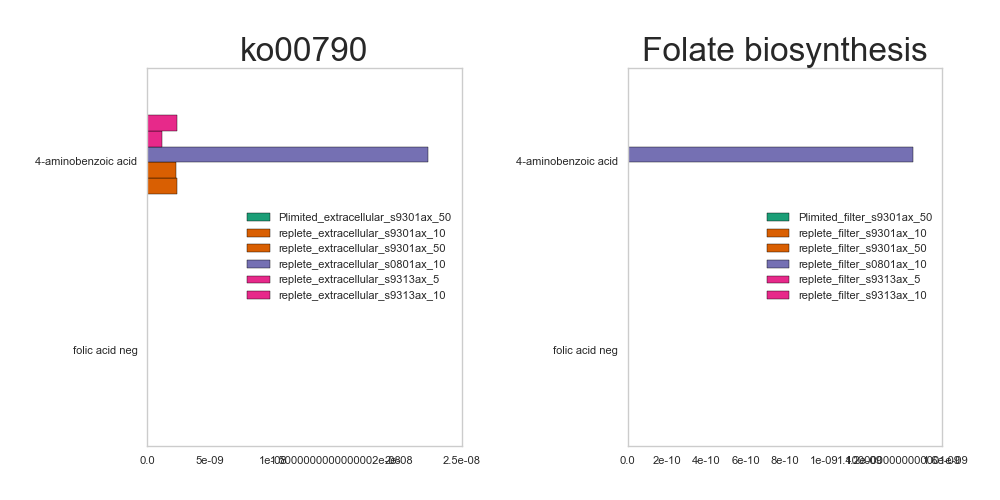 ko00790
Folate biosynthesis
4-aminobenzoic acid
folic acid neg
Plimited_extracellular_s9301ax_50
replete_extracellular_s9301ax_10
replete_extracellular_s9301ax_50
replete_extracellular_s0801ax_10
replete_extracellular_s9313ax_5
replete_extracellular_s9313ax_10
0.0 5e-09 2.5e-08
4-aminobenzoic acid
folic acid neg
Plimited_filter_s9301ax_50
replete_filter_s9301ax_10
replete_filter_s9301ax_50
replete_filter_s0801ax_10
replete_filter_s9313ax_5
replete_filter_s9313ax_10
0.0 2e-10 4e-10 6e-10 8e-10 1e-09